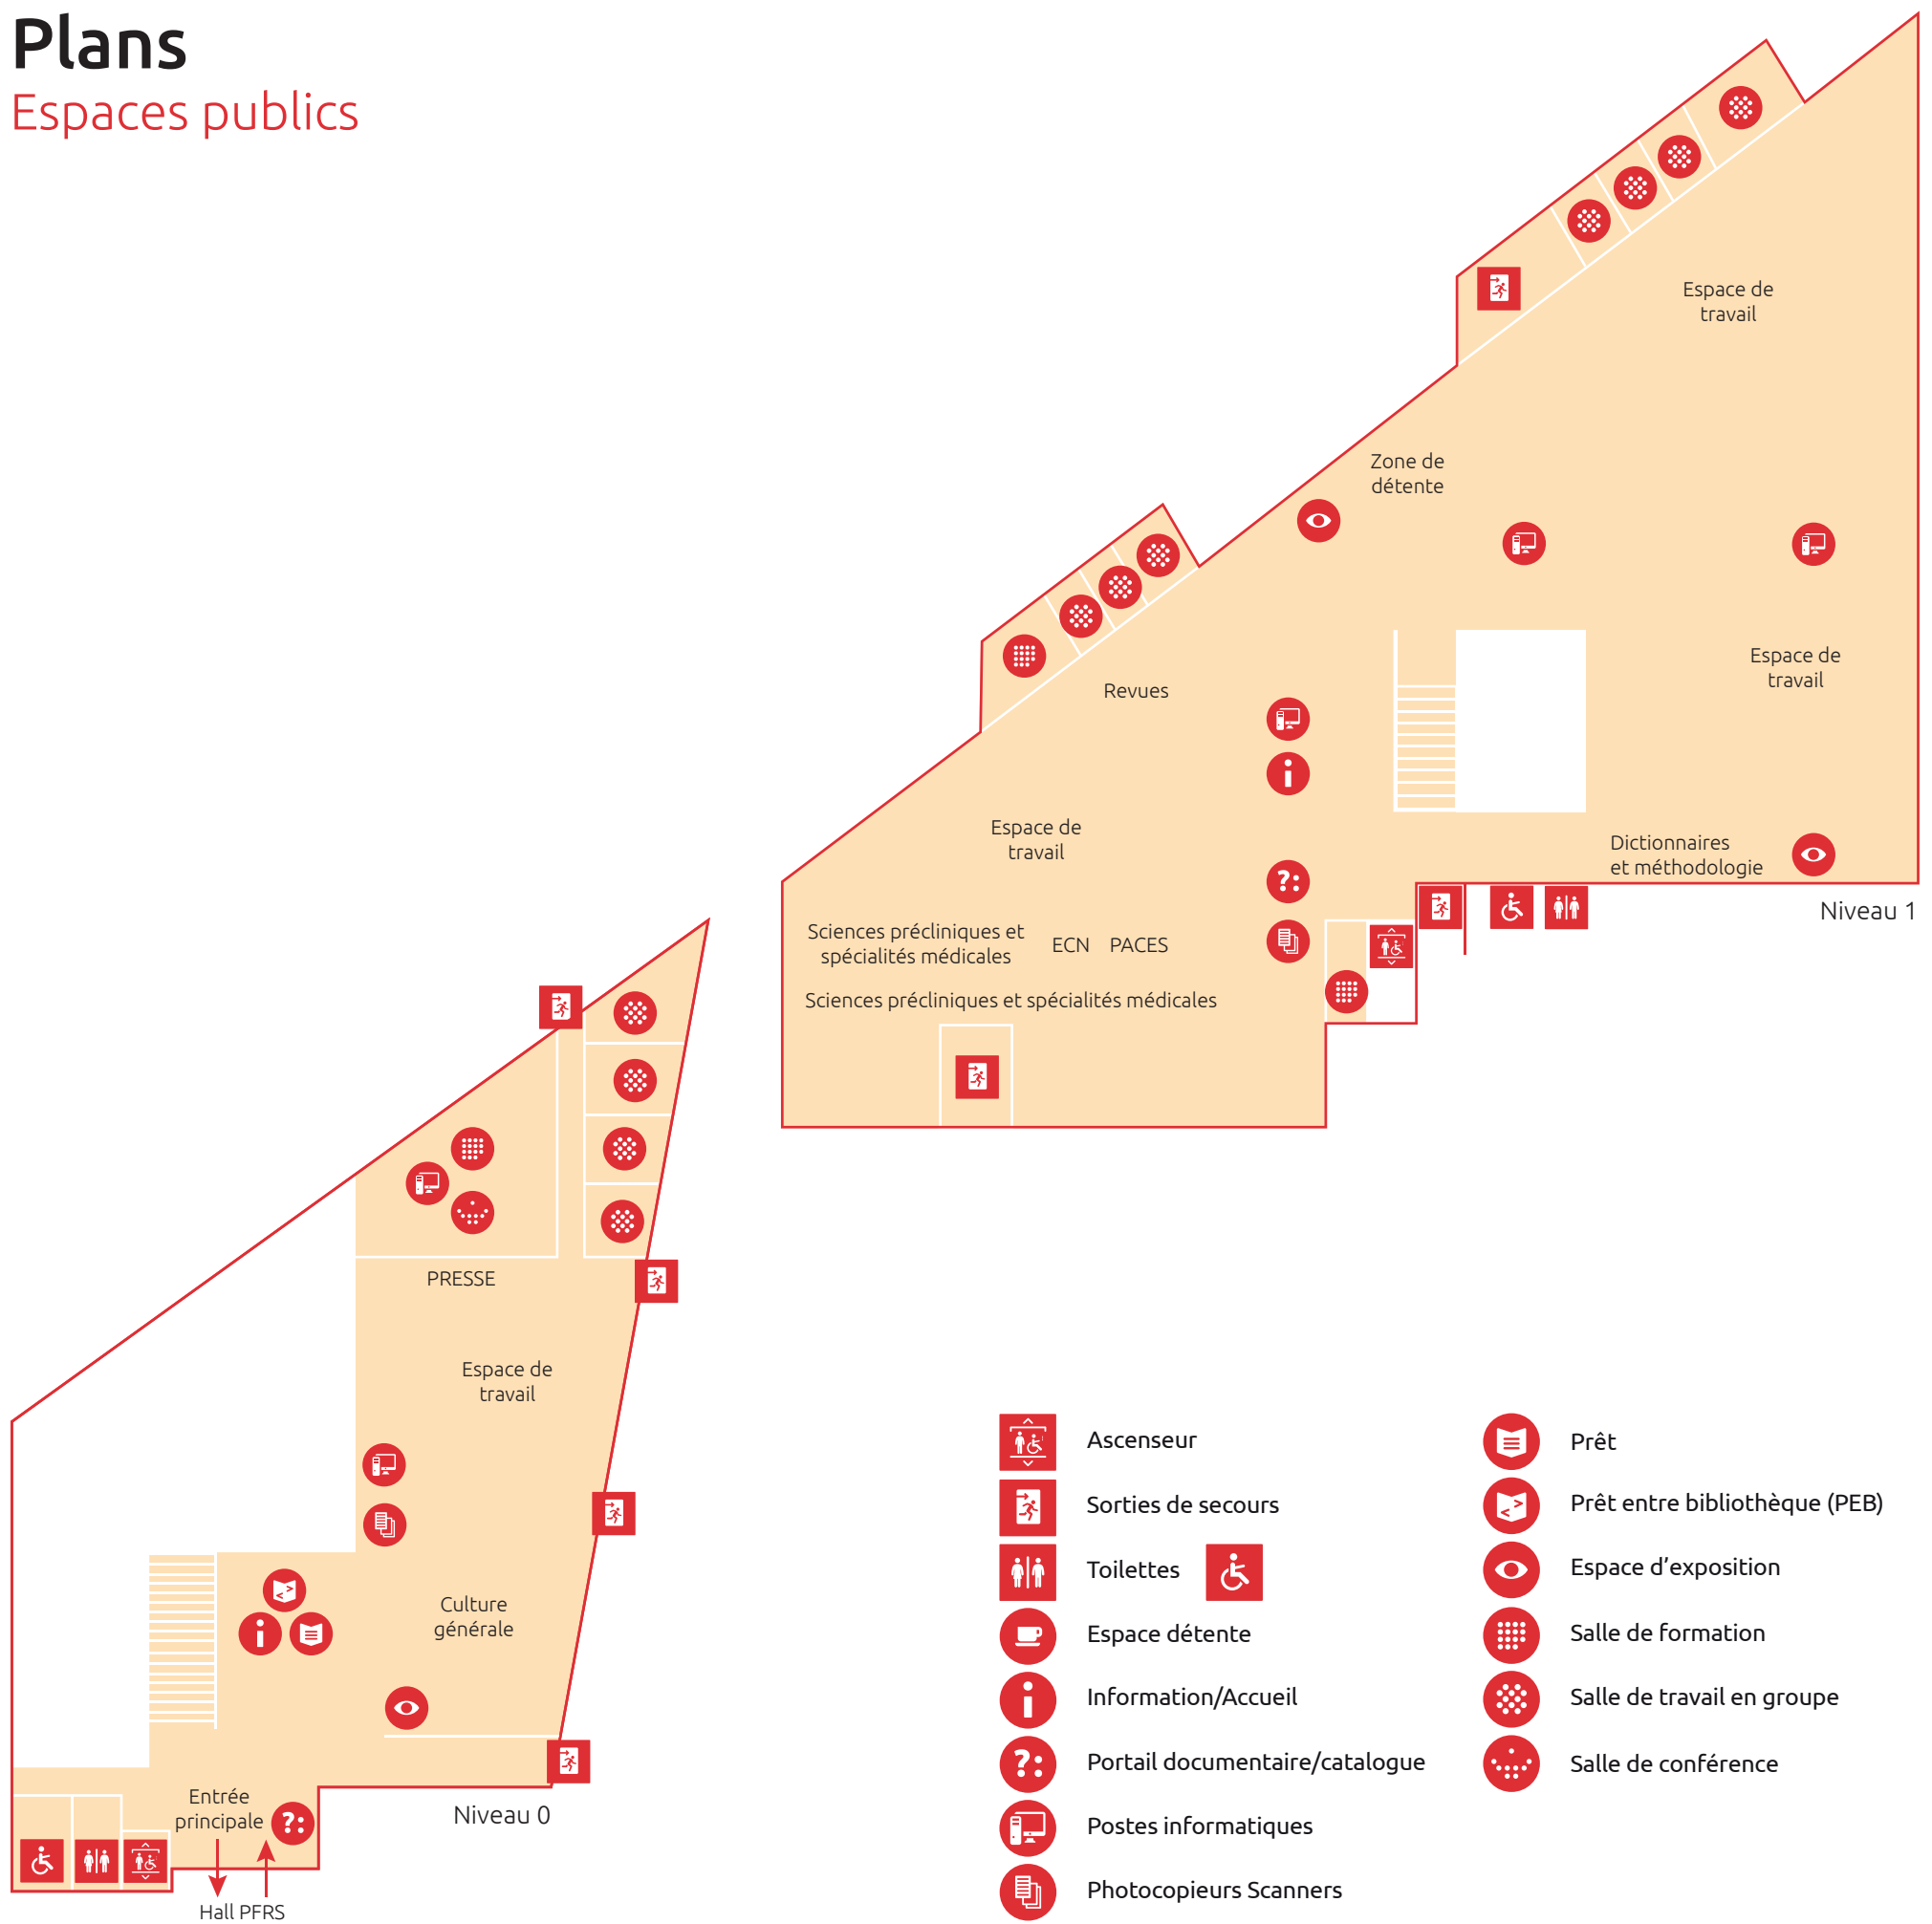 Plans
Espaces publics
Espace de
travail
Zone de
détente
Espace de
travail
Revues
Espace de
travail
Dictionnaires
et méthodologie
Niveau 1
Sciences précliniques et
spécialités médicales
ECN PACES
Sciences précliniques et spécialités médicales
PRESSE
Espace de
travail
Culture
générale
Entrée
principale
Niveau 0
Hall PFRS
Ascenseur
Sorties de secours
Toilettes
Espace détente
Information/Accueil
Portail documentaire/catalogue
Postes informatiques
Photocopieurs Scanners
Prêt
Prêt entre bibliothèque (PEB)
Espace d’exposition
Salle de formation
Salle de travail en groupe
Salle de conférence